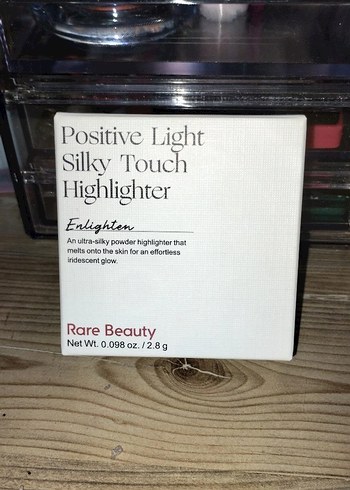 Positive Light
Silky Touch
Highlighter
Enlighten
An ultra-silky powder highlighter that
melts onto the skin for an effortless
iridescent glow.
Rare Beauty
Net Wt. 0.098 oz. / 2.8 g